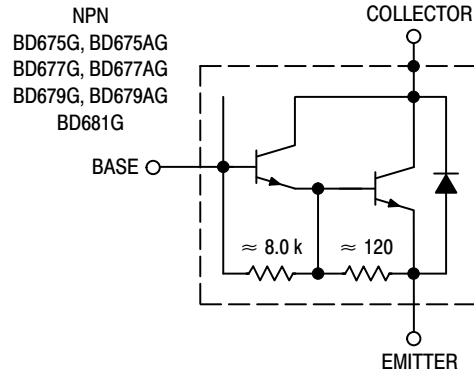 NPN
BD675G, BD675AG
BD677G, BD677AG
BD679G, BD679AG
BD681G
COLLECTOR
BASE
≈ 8.0 k
≈ 120
EMITTER